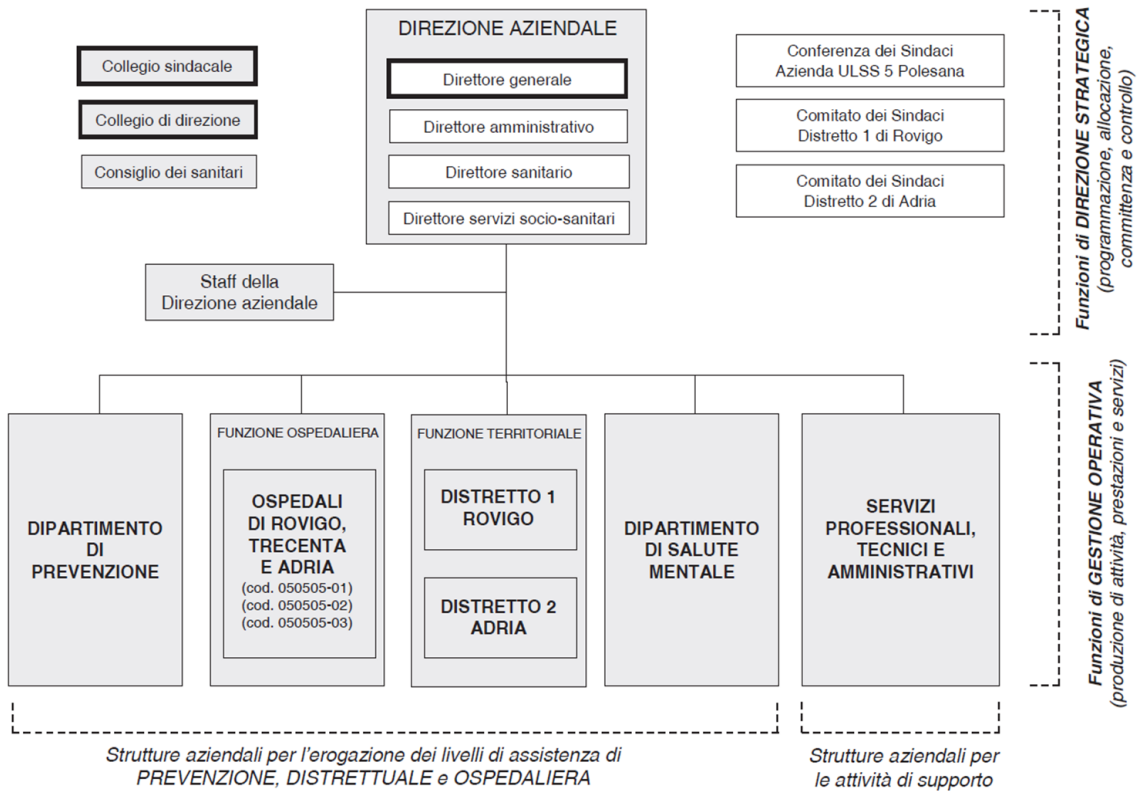 DIREZIONE AZIENDALE
Direttore generale
Direttore amministrativo
Direttore sanitario
Direttore servizi socio-sanitari
Collegio sindacale
Collegio di direzione
Consiglio dei sanitari
Conferenza dei Sindaci
Azienda ULSS 5 Polesana
Comitato dei Sindaci
Distretto 1 di Rovigo
Comitato dei Sindaci
Distretto 2 di Adria
Staff della
Direzione aziendale
Funzioni di DIREZIONE STRATEGICA
(programmazione, allocazione,
committenza e controllo)
DIPARTIMENTO
DI
PREVENZIONE
FUNZIONE OSPEDALIERA
OSPEDALI
DI ROVIGO,
TRECENTA
E ADRIA
(cod. 050505-01)
(cod. 050505-02)
(cod. 050505-03)
FUNZIONE TERRITORIALE
DISTRETTO 1
ROVIGO
DISTRETTO 2
ADRIA
DIPARTIMENTO
DI SALUTE
MENTALE
SERVIZI
PROFESSIONALI,
TECNICI E
AMMINISTRATIVI
Funzioni di GESTIONE OPERATIVA
(produzione di attività, prestazioni e servizi)
Strutture aziendali per l'erogazione dei livelli di assistenza di
PREVENZIONE, DISTRETTUALE e OSPEDALIERA
Strutture aziendali per
le attività di supporto